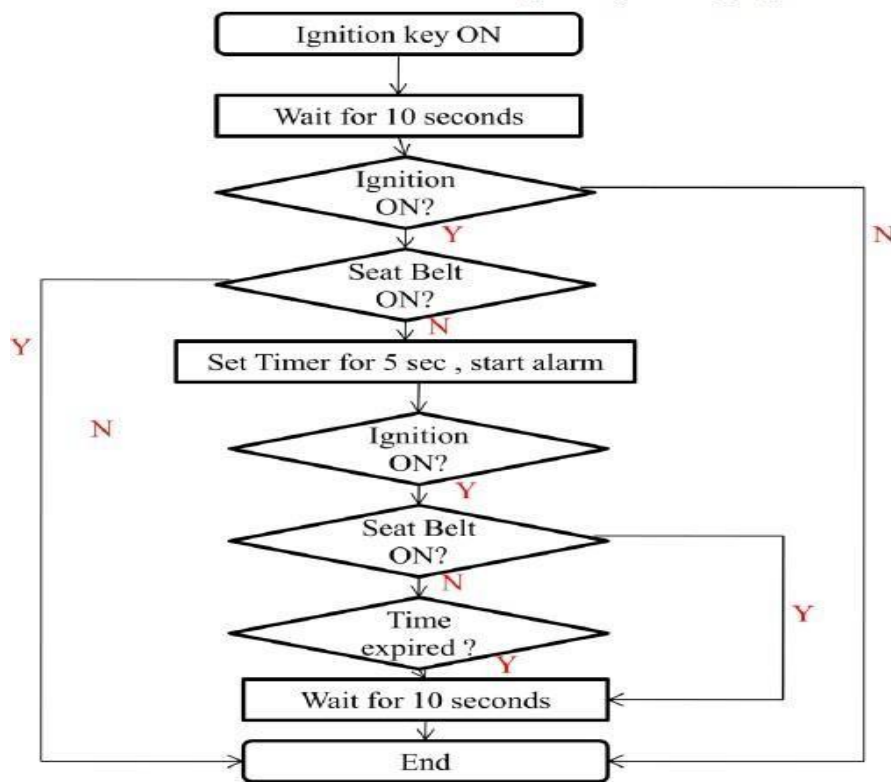 Ignition key ON
Wait for 10 seconds
Ignition
ON?
N
Y
Seat Belt
ON?
Y
N
Set Timer for 5 sec , start alarm
N
Ignition
ON?
Y
Seat Belt
ON?
N
Y
Time
expired ?
Y
Wait for 10 seconds
End